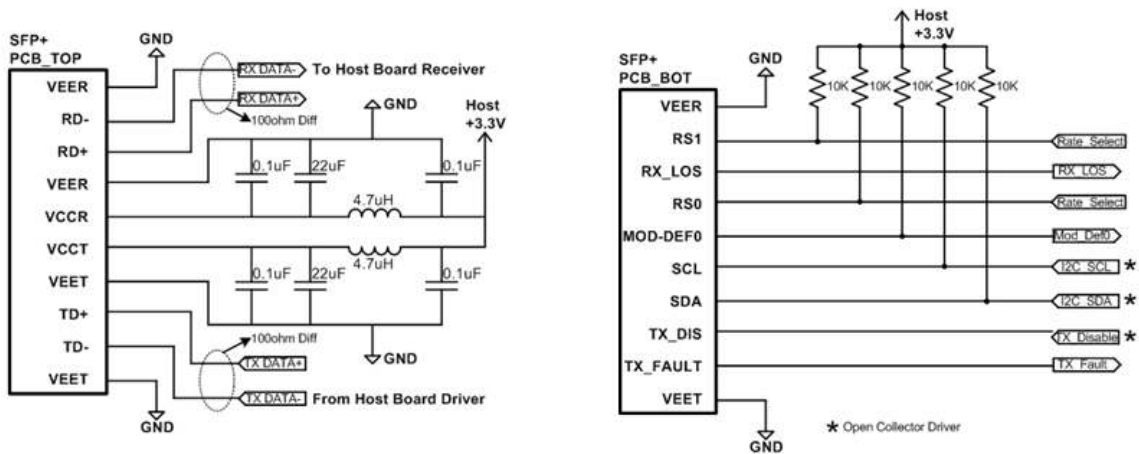 SFP+
PCB_TOP
GND
VEER
RD-
RD+
VEER
VCCR
VCCT
VEET
TD+
TD-
VEET
RX DATA-
To Host Board Receiver
RX DATA+
100ohm Diff
GND
Host
+3.3V
0.1uF
22uF
0.1uF
4.7uH
4.7uH
0.1uF
22uF
0.1uF
100ohm Diff
GND
TX DATA+
TX DATA-
From Host Board Driver
GND
Host
+3.3V
SFP+
PCB_BOT
GND
10K
10K
10K
10K
10K
VEER
RS1
RX_LOS
RS0
MOD-DEF0
SCL
SDA
TX_DIS
TX_FAULT
VEET
Rate_Select
RX_LOS
Rate_Select
Mod_Def0
I2C_SCL *
I2C_SDA *
TX_Disable *
TX_Fault
GND
* Open Collector Driver